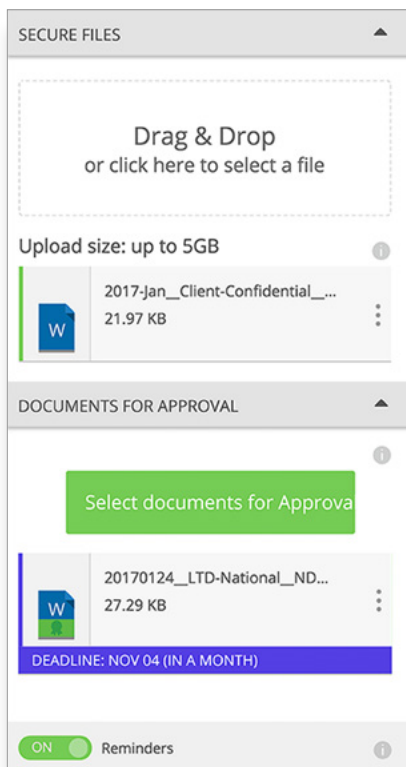 SECURE FILES
Drag & Drop
or click here to select a file
Upload size: up to 5GB
2017-Jan__Client-Confidential__...
W
21.97 KB
DOCUMENTS FOR APPROVAL
Select documents for Approva
20170124__LTD-National__ND...
W
27.29 KB
DEADLINE: NOV 04 (IN A MONTH)
ON Reminders